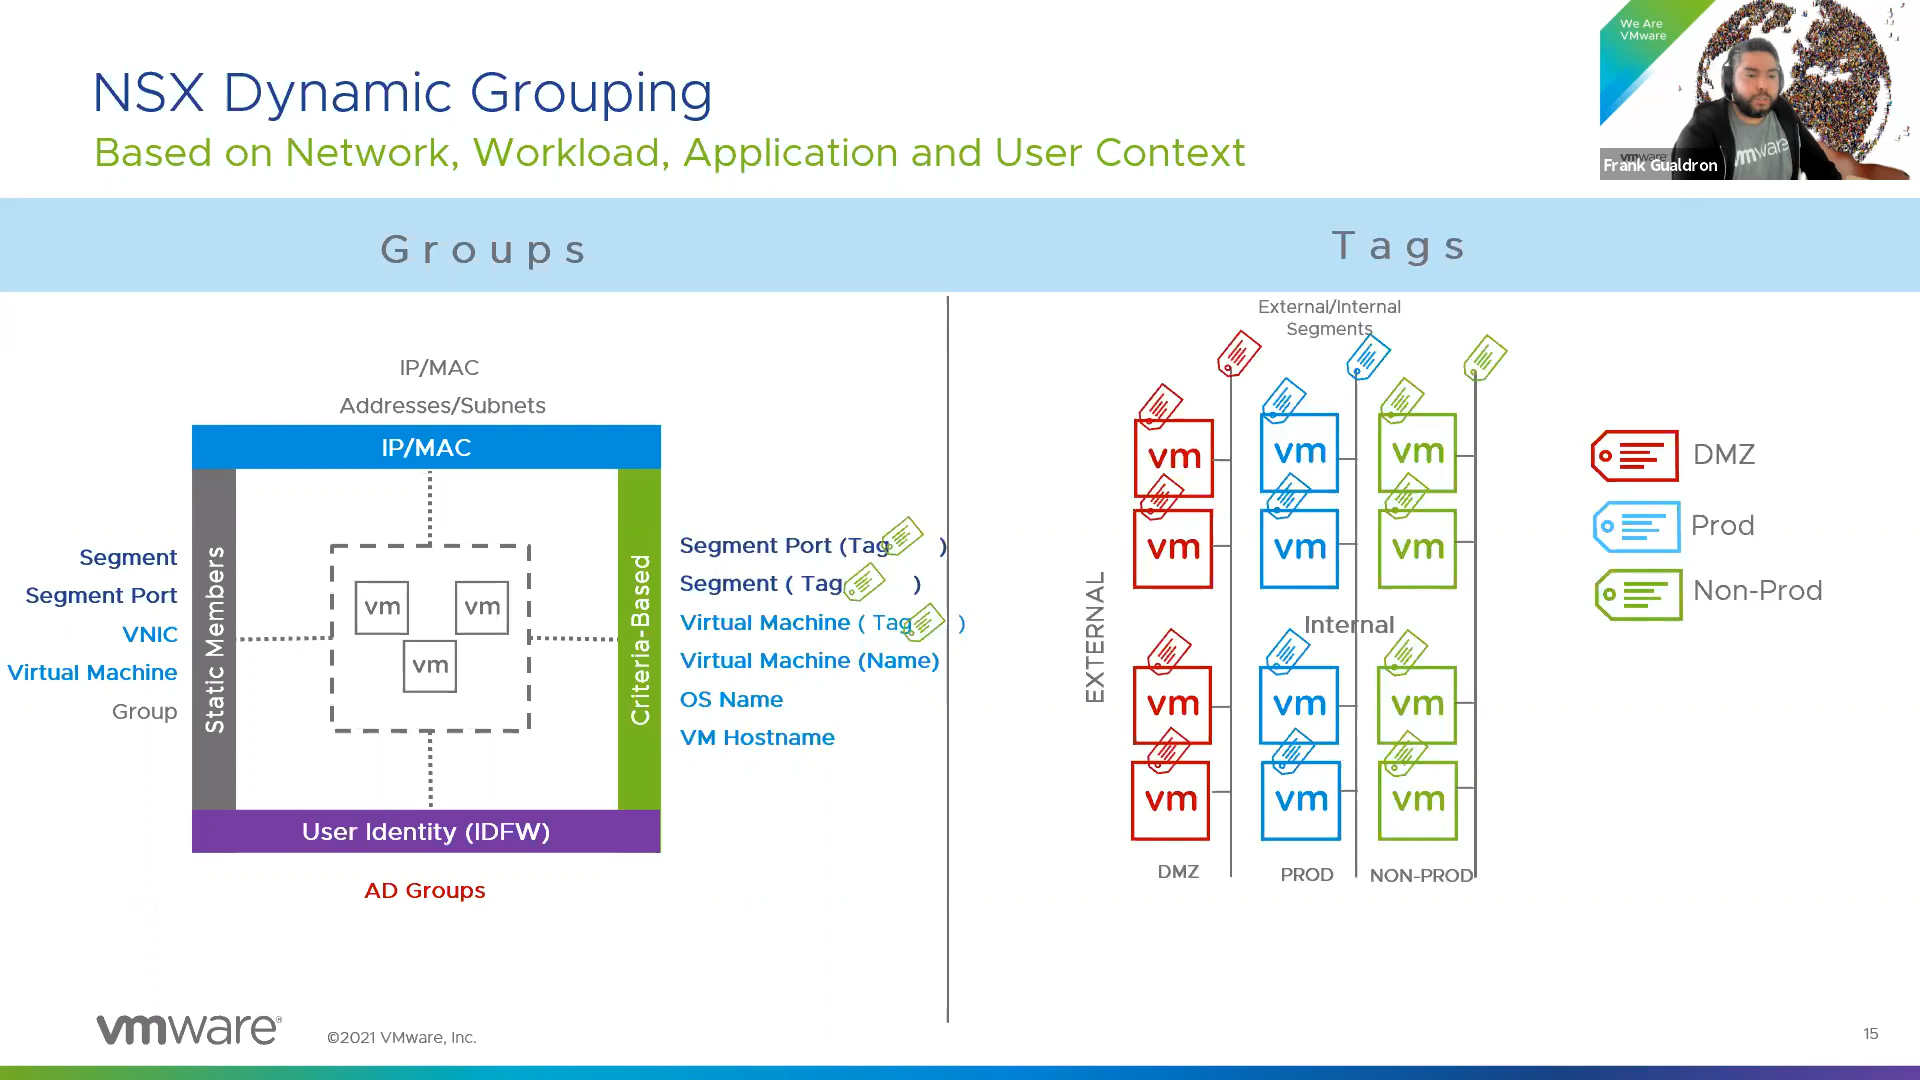 We Are
VMware
Frank Gualdron
vmware
NSX Dynamic Grouping
Based on Network, Workload, Application and User Context
Groups
Tags
IP/MAC
Addresses/Subnets
IP/MAC
Static Members
Segment
Segment Port
VNIC
Virtual Machine
Group
vm
vm
vm
Criteria-Based
Segment Port (Tag )
Segment ( Tag )
Virtual Machine ( Tag )
Virtual Machine (Name)
OS Name
VM Hostname
User Identity (IDFW)
AD Groups
External/Internal
Segments
vm vm vm
vm vm vm
EXTERNAL
Internal
vm vm vm
vm vm vm
DMZ PROD NON-PROD
DMZ
Prod
Non-Prod
vmware®
©2021 VMware, Inc.
15